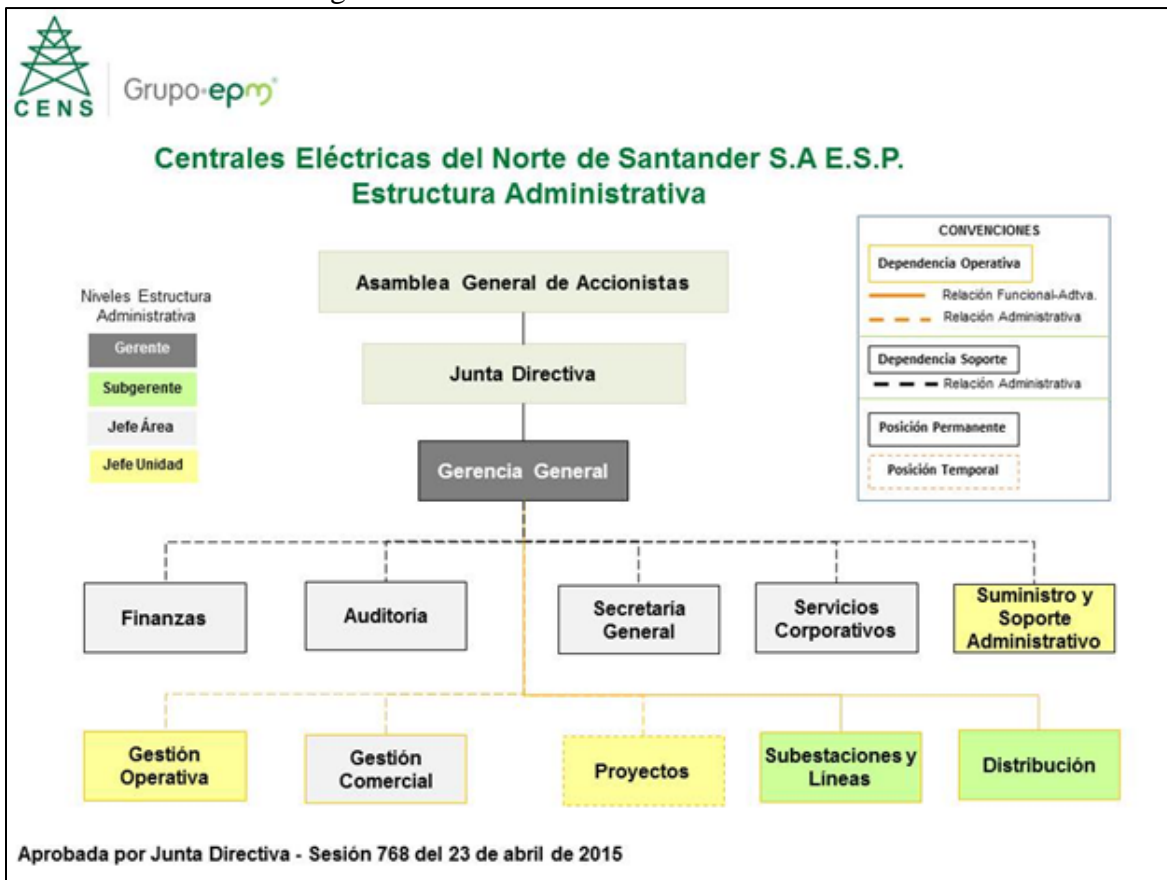 CENS
Grupo·epm®
Centrales Eléctricas del Norte de Santander S.A E.S.P.
Estructura Administrativa
Niveles Estructura
Administrativa
Gerente
Subgerente
Jefe Área
Jefe Unidad
CONVENCIONES
Dependencia Operativa
Relación Funcional-Adtva.
Relación Administrativa
Dependencia Soporte
Relación Administrativa
Posición Permanente
Posición Temporal
Asamblea General de Accionistas
Junta Directiva
Gerencia General
Finanzas
Auditoría
Secretaría
General
Servicios
Corporativos
Suministro y
Soporte
Administrativo
Gestión
Operativa
Gestión
Comercial
Proyectos
Subestaciones y
Líneas
Distribución
Aprobada por Junta Directiva - Sesión 768 del 23 de abril de 2015